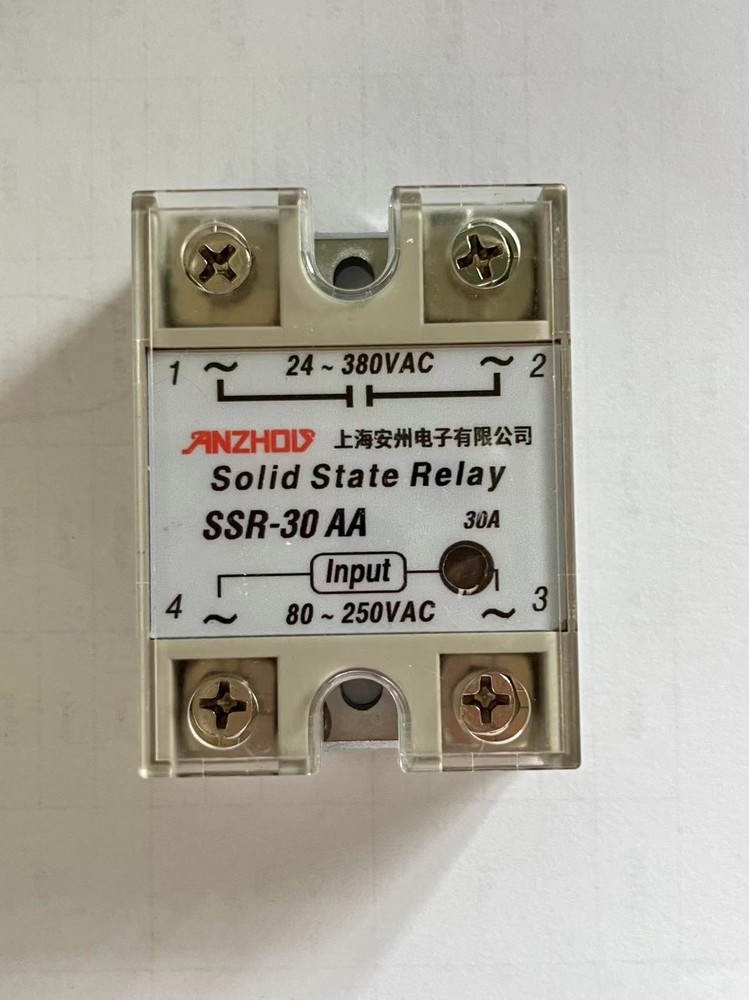 1 ~ 24 ~ 380VAC ~ 2
ANZHOU 上海安州电子有限公司
Solid State Relay
SSR-30 AA 30A
Input
4 ~ 80 ~ 250VAC ~ 3